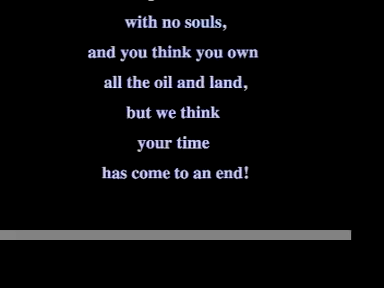 with no souls,
and you think you own
all the oil and land,
but we think
your time
has come to an end!